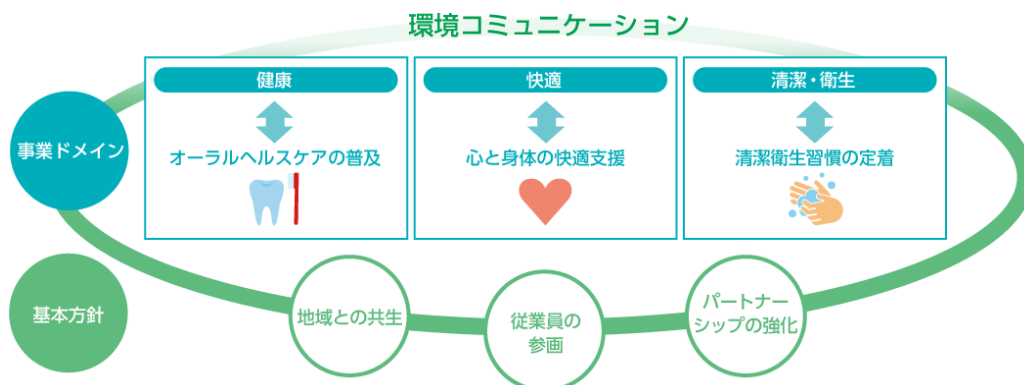 環境コミュニケーション
事業ドメイン
健康
オーラルヘルスケアの普及
快適
心と身体の快適支援
清潔・衛生
清潔衛生習慣の定着
基本方針
地域との共生
従業員の
参画
パートナー
シップの強化